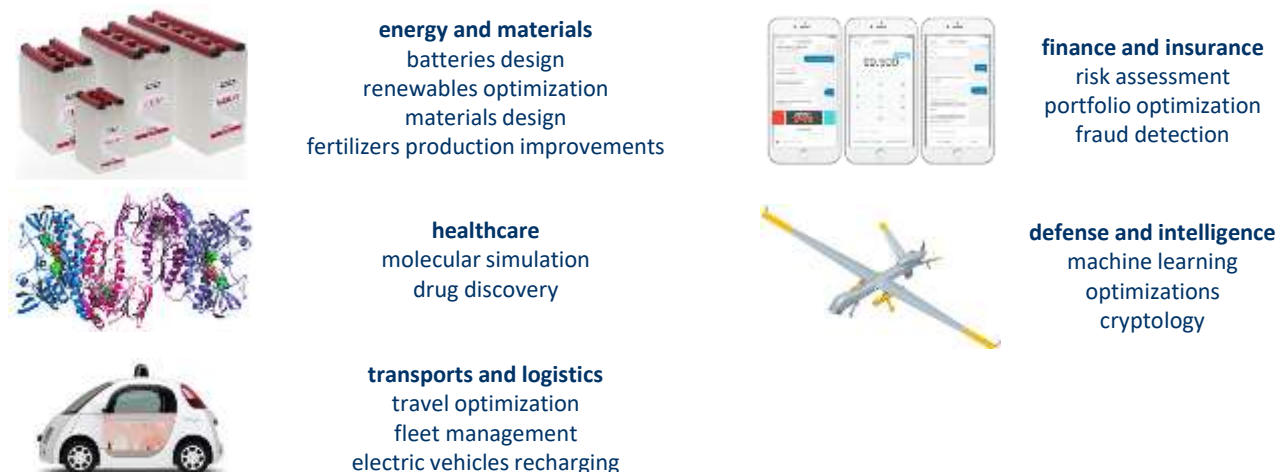 energy and materials
batteries design
renewables optimization
materials design
fertilizers production improvements
finance and insurance
risk assessment
portfolio optimization
fraud detection
healthcare
molecular simulation
drug discovery
defense and intelligence
machine learning
optimizations
cryptology
transports and logistics
travel optimization
fleet management
electric vehicles recharging